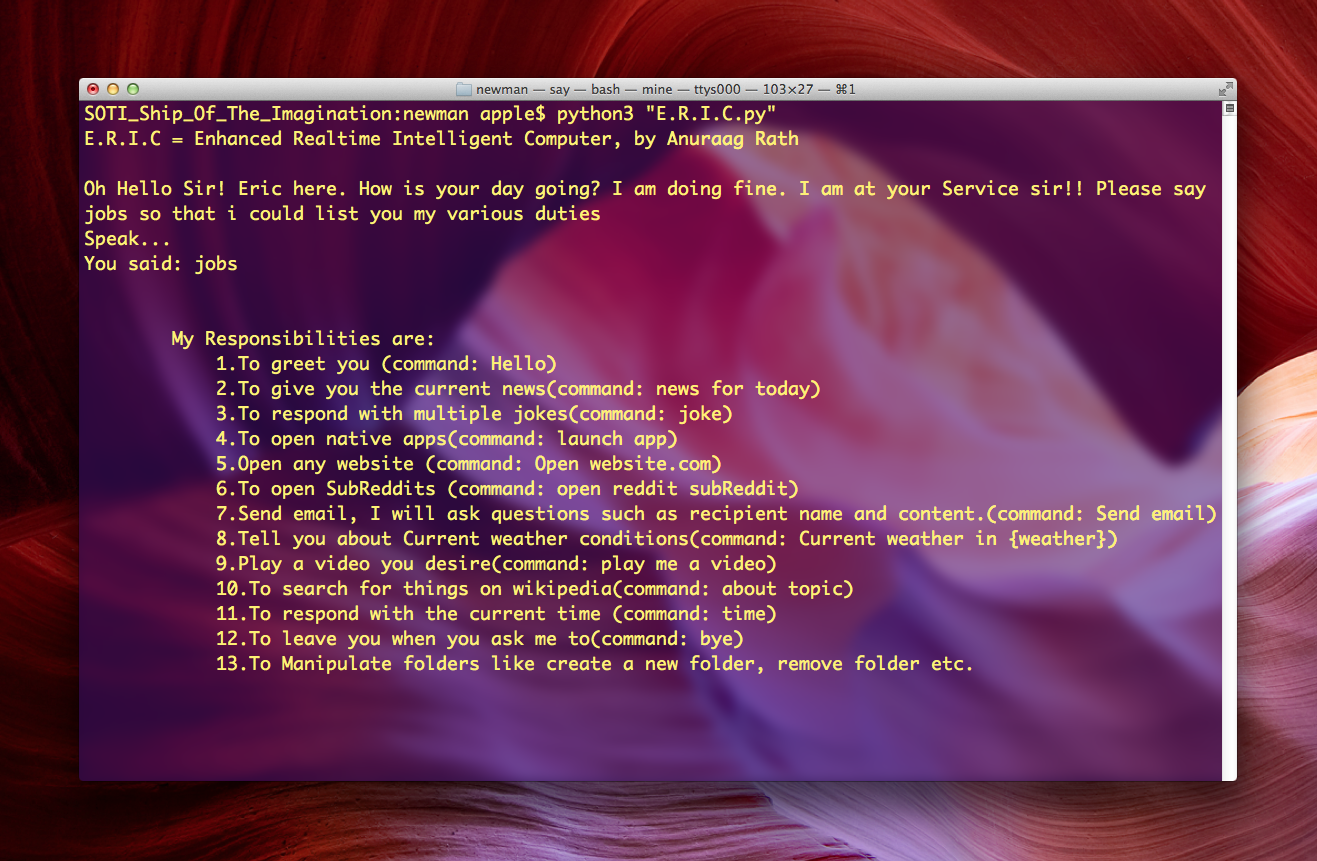 newman — say — bash — mine — ttys000 — 103×27 — ⌘1
SOTI_Ship_Of_The_Imagination:newman apple$ python3 "E.R.I.C.py"
E.R.I.C = Enhanced Realtime Intelligent Computer, by Anuraag Rath
Oh Hello Sir! Eric here. How is your day going? I am doing fine. I am at your Service sir!! Please say
jobs so that i could list you my various duties
Speak...
You said: jobs
My Responsibilities are:
1.To greet you (command: Hello)
2.To give you the current news(command: news for today)
3.To respond with multiple jokes(command: joke)
4.To open native apps(command: launch app)
5.Open any website (command: Open website.com)
6.To open SubReddits (command: open reddit subReddit)
7.Send email, I will ask questions such as recipient name and content.(command: Send email)
8.Tell you about Current weather conditions(command: Current weather in {weather})
9.Play a video you desire(command: play me a video)
10.To search for things on wikipedia(command: about topic)
11.To respond with the current time (command: time)
12.To leave you when you ask me to(command: bye)
13.To Manipulate folders like create a new folder, remove folder etc.